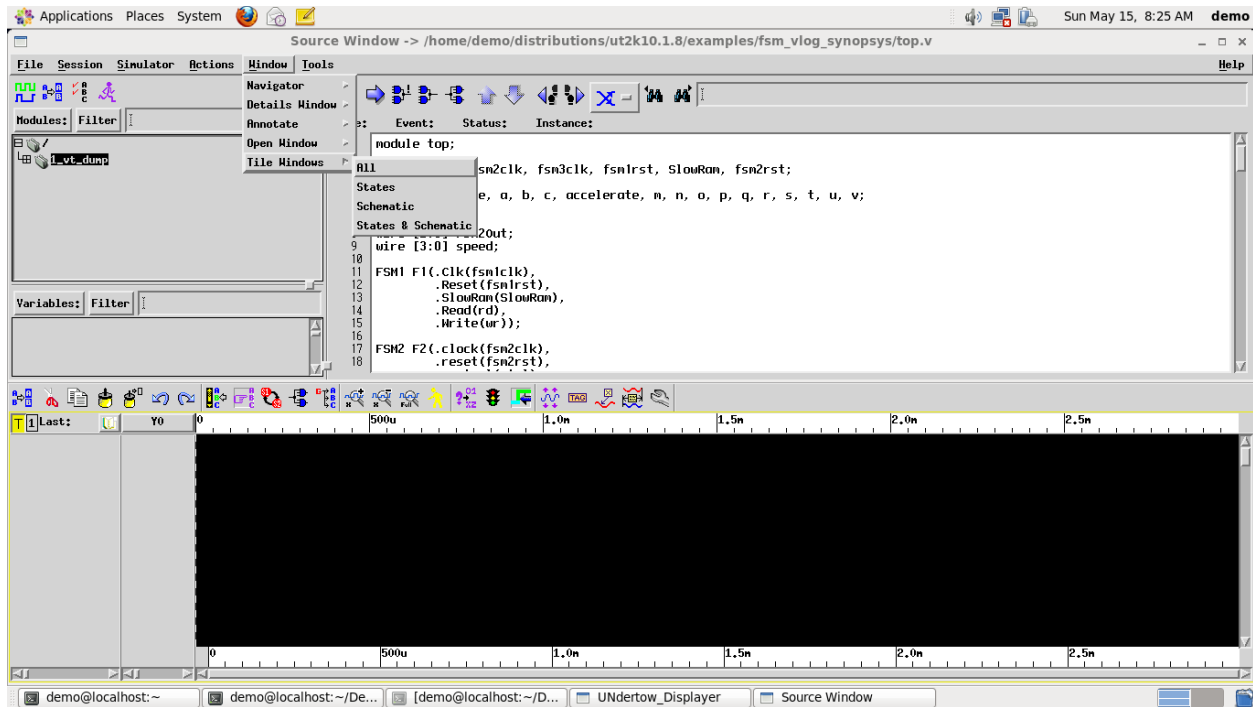 Applications Places System Sun May 15, 8:25 AM demo
Source Window -> /home/demo/distributions/ut2k10.1.8/examples/fsm_vlog_synopsys/top.v
File Session Simulator Actions Window Tools Help
Navigator
Details Window
Annotate
Open Window
Tile Windows
All
States
Schematic
States & Schematic
Modules: Filter
/
1_vt_dump
Variables: Filter
e: Event: Status: Instance:
module top;
sm2clk, fsm3clk, fsm1rst, SlowRam, fsm2rst;
e, a, b, c, accelerate, m, n, o, p, q, r, s, t, u, v;
2Out;
9 wire [3:0] speed;
10
11 FSM1 F1(.Clk(fsm1clk),
12 .Reset(fsm1rst),
13 .SlowRam(SlowRam),
14 .Read(rd),
15 .Write(wr));
16
17 FSM2 F2(.clock(fsm2clk),
18 .reset(fsm2rst),
T 1 Last: Y0 0 500u 1.0m 1.5m 2.0m 2.5m
0 500u 1.0m 1.5m 2.0m 2.5m
demo@localhost:~ demo@localhost:~/De... [demo@localhost:~/D... UNdertow_Displayer Source Window